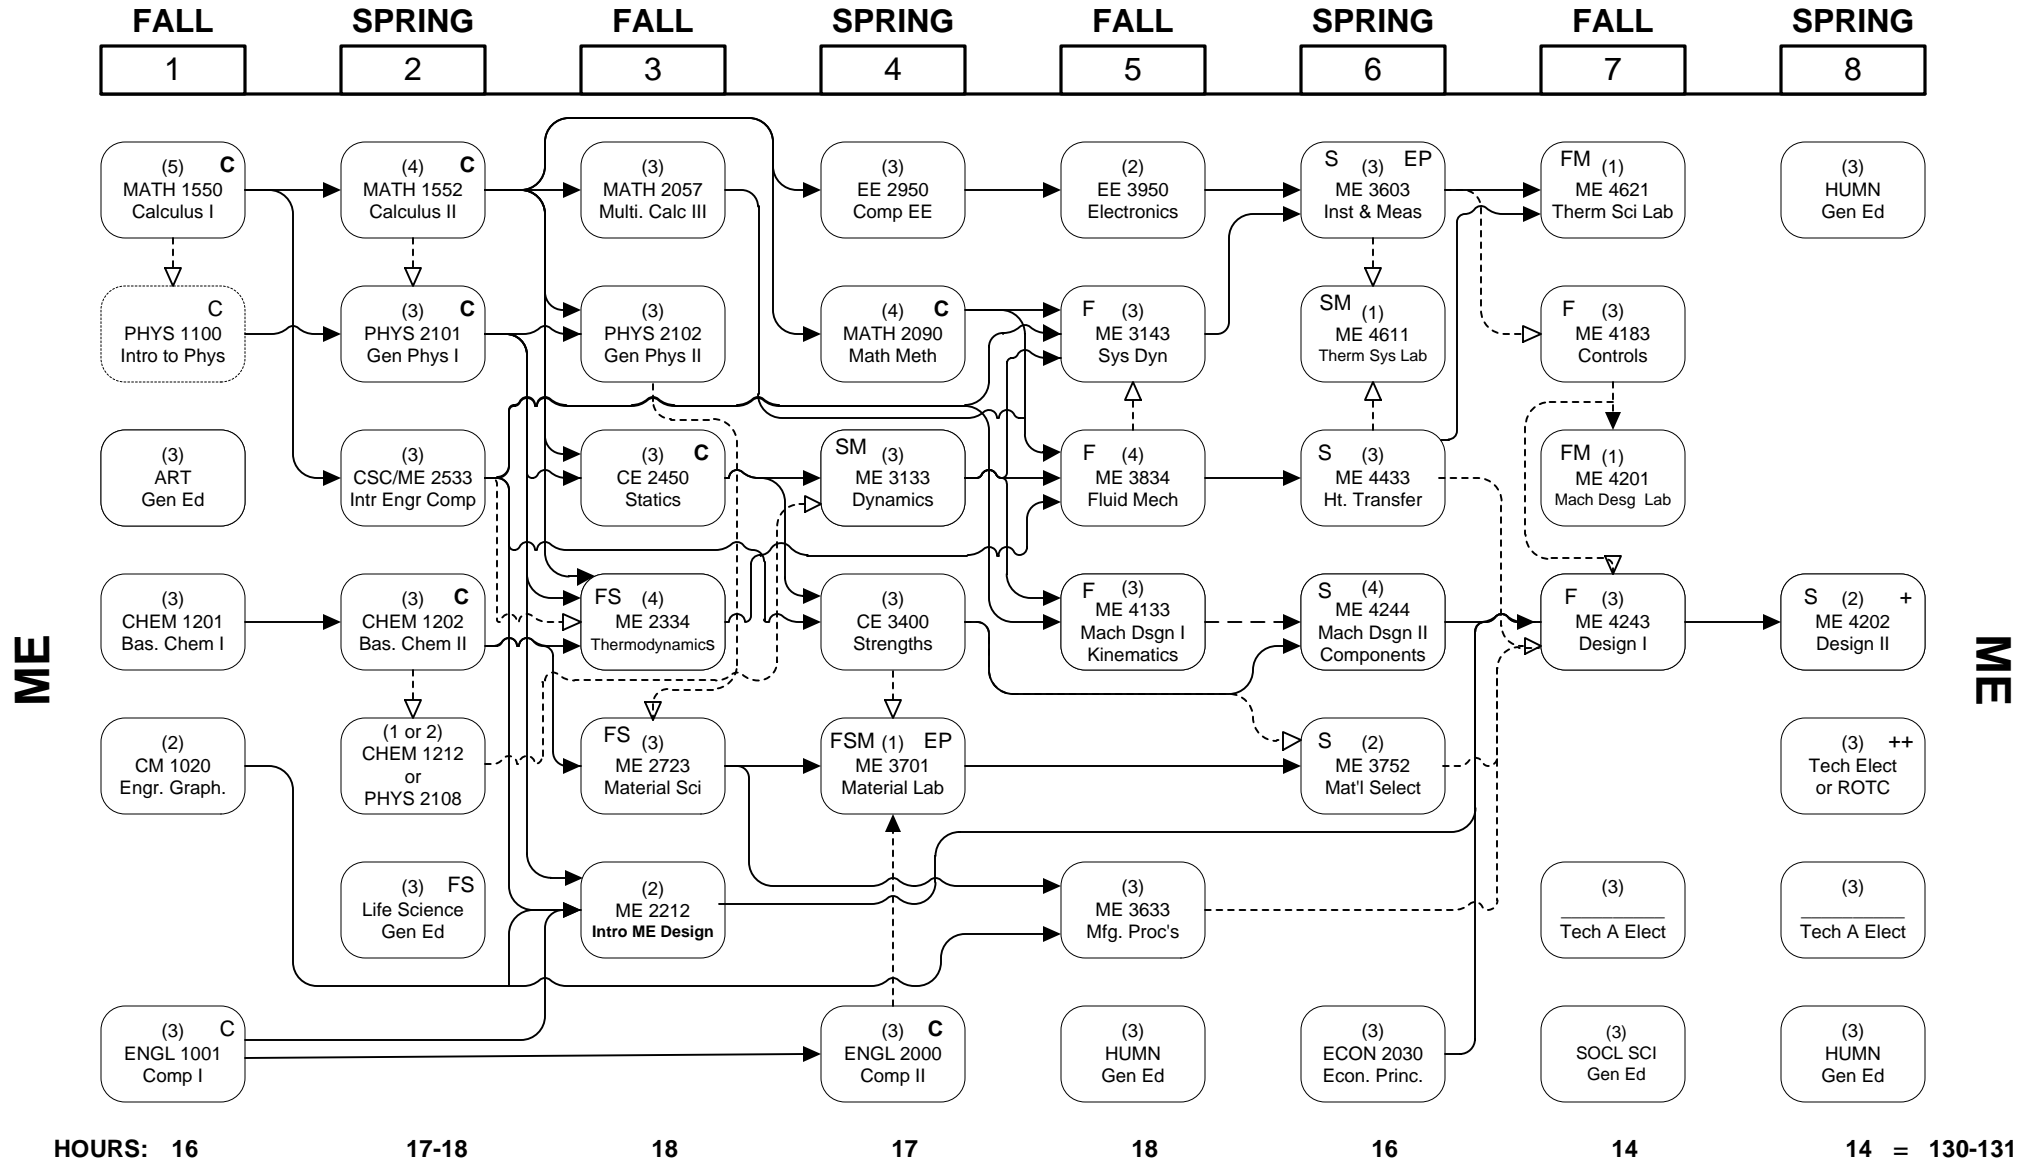 FALL SPRING FALL SPRING FALL SPRING FALL SPRING
1 2 3 4 5 6 7 8
(5) C
MATH 1550
Calculus I
(4) C
MATH 1552
Calculus II
(3)
MATH 2057
Multi. Calc III
(3)
EE 2950
Comp EE
(2)
EE 3950
Electronics
S (3) EP
ME 3603
Inst & Meas
FM (1)
ME 4621
Therm Sci Lab
(3)
HUMN
Gen Ed
C
PHYS 1100
Intro to Phys
(3) C
PHYS 2101
Gen Phys I
(3)
PHYS 2102
Gen Phys II
(4) C
MATH 2090
Math Meth
F (3)
ME 3143
Sys Dyn
SM (1)
ME 4611
Therm Sys Lab
F (3)
ME 4183
Controls
(3)
ART
Gen Ed
(3)
CSC/ME 2533
Intr Engr Comp
(3) C
CE 2450
Statics
SM (3)
ME 3133
Dynamics
F (4)
ME 3834
Fluid Mech
S (3)
ME 4433
Ht. Transfer
FM (1)
ME 4201
Mach Desg Lab
(3)
CHEM 1201
Bas. Chem I
(3) C
CHEM 1202
Bas. Chem II
FS (4)
ME 2334
Thermodynamics
(3)
CE 3400
Strengths
F (3)
ME 4133
Mach Dsgn I
Kinematics
S (4)
ME 4244
Mach Dsgn II
Components
F (3)
ME 4243
Design I
S (2) +
ME 4202
Design II
ME
ME
(2)
CM 1020
Engr. Graph.
(1 or 2)
CHEM 1212
or
PHYS 2108
FS (3)
ME 2723
Material Sci
FSM (1) EP
ME 3701
Material Lab
S (2)
ME 3752
Mat'l Select
(3) ++
Tech Elect
or ROTC
(3) FS
Life Science
Gen Ed
(2)
ME 2212
Intro ME Design
(3)
ME 3633
Mfg. Proc's
(3)
Tech A Elect
(3)
Tech A Elect
(3) C
ENGL 1001
Comp I
(3) C
ENGL 2000
Comp II
(3)
HUMN
Gen Ed
(3)
ECON 2030
Econ. Princ.
(3)
SOCL SCI
Gen Ed
(3)
HUMN
Gen Ed
HOURS: 16 17-18 18 17 18 16 14 14 = 130-131